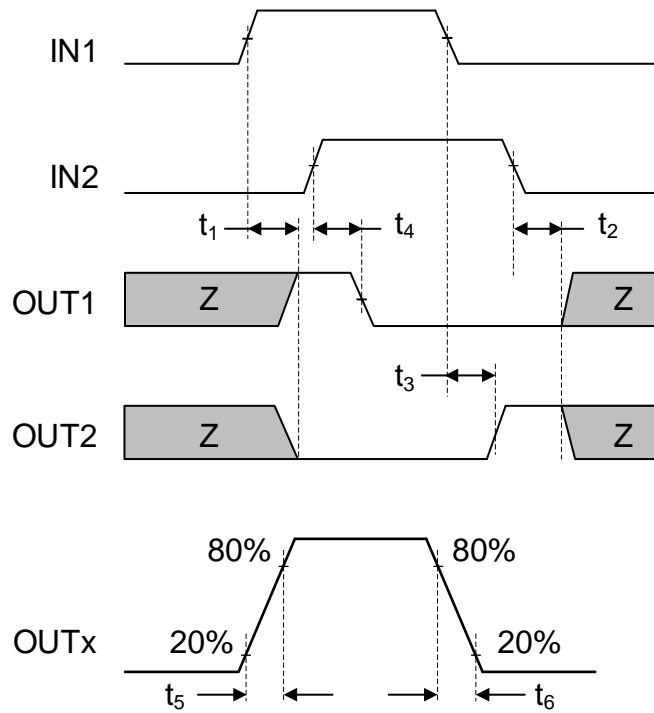 IN1
IN2
t1 t4 t2
OUT1 Z Z
t3
OUT2 Z Z
80% 80%
OUTx 20% 20%
t5 t6